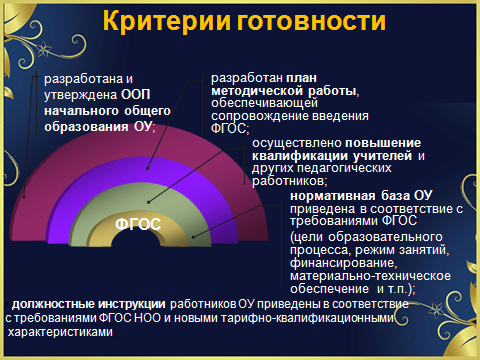 Критерии готовности
разработана и
утверждена ООП
начального общего
образования ОУ;
разработан план
методической работы,
обеспечивающей
сопровождение введения
ФГОС;
осуществлено повышение
квалификации учителей и
других педагогических
работников;
нормативная база ОУ
приведена в соответствие с
требованиями ФГОС
(цели образовательного
процесса, режим занятий,
финансирование,
материально-техническое
обеспечение и т.п.);
ФГОС
должностные инструкции работников ОУ приведены в соответствие
с требованиями ФГОС НОО и новыми тарифно-квалификационными
характеристиками